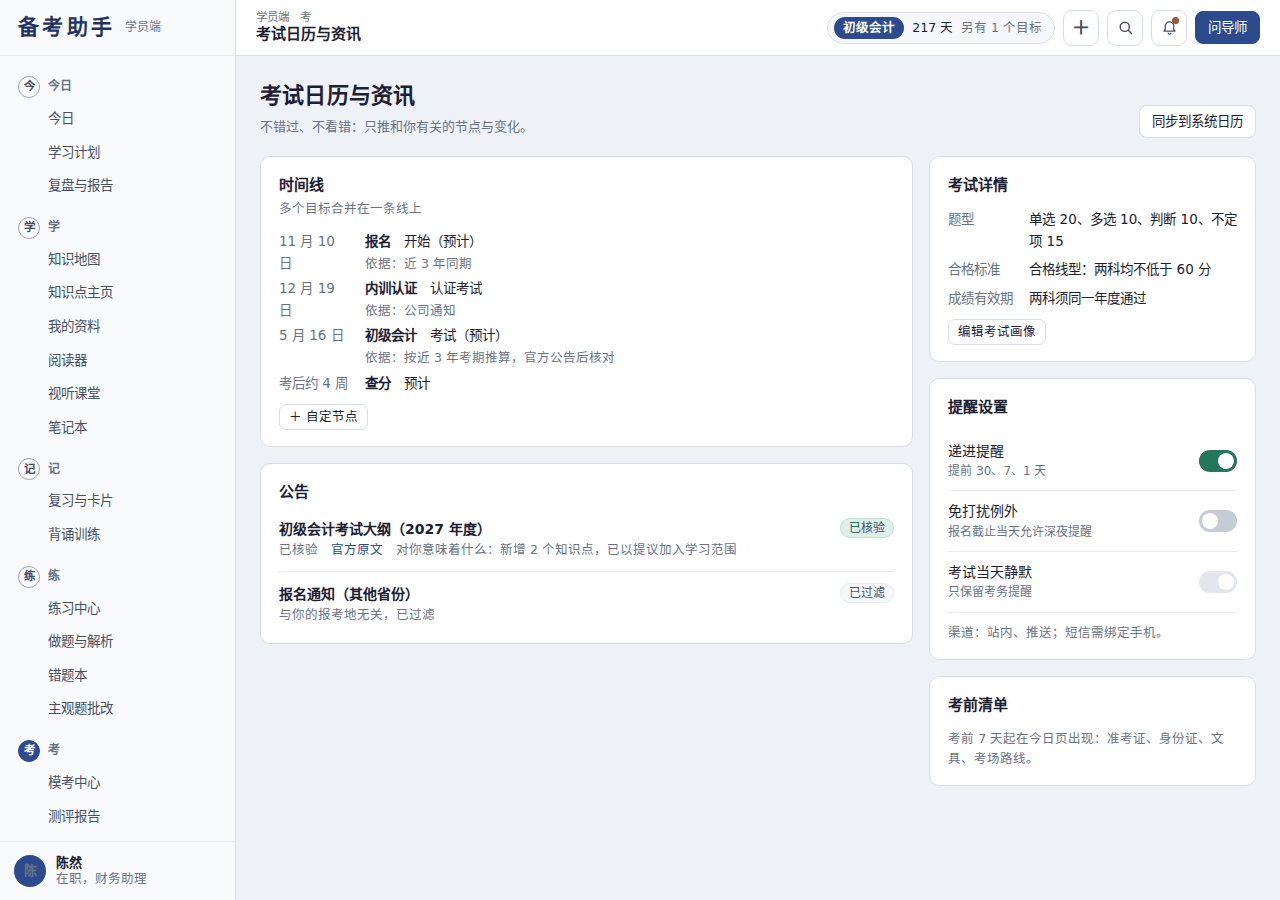 备考助手 学员端
今 今日
今日
学习计划
复盘与报告
学 学
知识地图
知识点主页
我的资料
阅读器
视听课堂
笔记本
记 记
复习与卡片
背诵训练
练 练
练习中心
做题与解析
错题本
主观题批改
考 考
模考中心
测评报告
陈 陈然
在职，财务助理
学员端 考
考试日历与资讯
初级会计 217 天 另有 1 个目标
问导师
考试日历与资讯
不错过、不看错：只推和你有关的节点与变化。
同步到系统日历
时间线
多个目标合并在一条线上
11 月 10 日 报名 开始（预计）
依据：近 3 年同期
12 月 19 日 内训认证 认证考试
依据：公司通知
5 月 16 日 初级会计 考试（预计）
依据：按近 3 年考期推算，官方公告后核对
考后约 4 周 查分 预计
＋ 自定节点
公告
初级会计考试大纲（2027 年度） 已核验
已核验 官方原文 对你意味着什么：新增 2 个知识点，已以提议加入学习范围
报名通知（其他省份） 已过滤
与你的报考地无关，已过滤
考试详情
题型 单选 20、多选 10、判断 10、不定
项 15
合格标准 合格线型：两科均不低于 60 分
成绩有效期 两科须同一年度通过
编辑考试画像
提醒设置
递进提醒
提前 30、7、1 天
免打扰例外
报名截止当天允许深夜提醒
考试当天静默
只保留考务提醒
渠道：站内、推送；短信需绑定手机。
考前清单
考前 7 天起在今日页出现：准考证、身份证、文
具、考场路线。